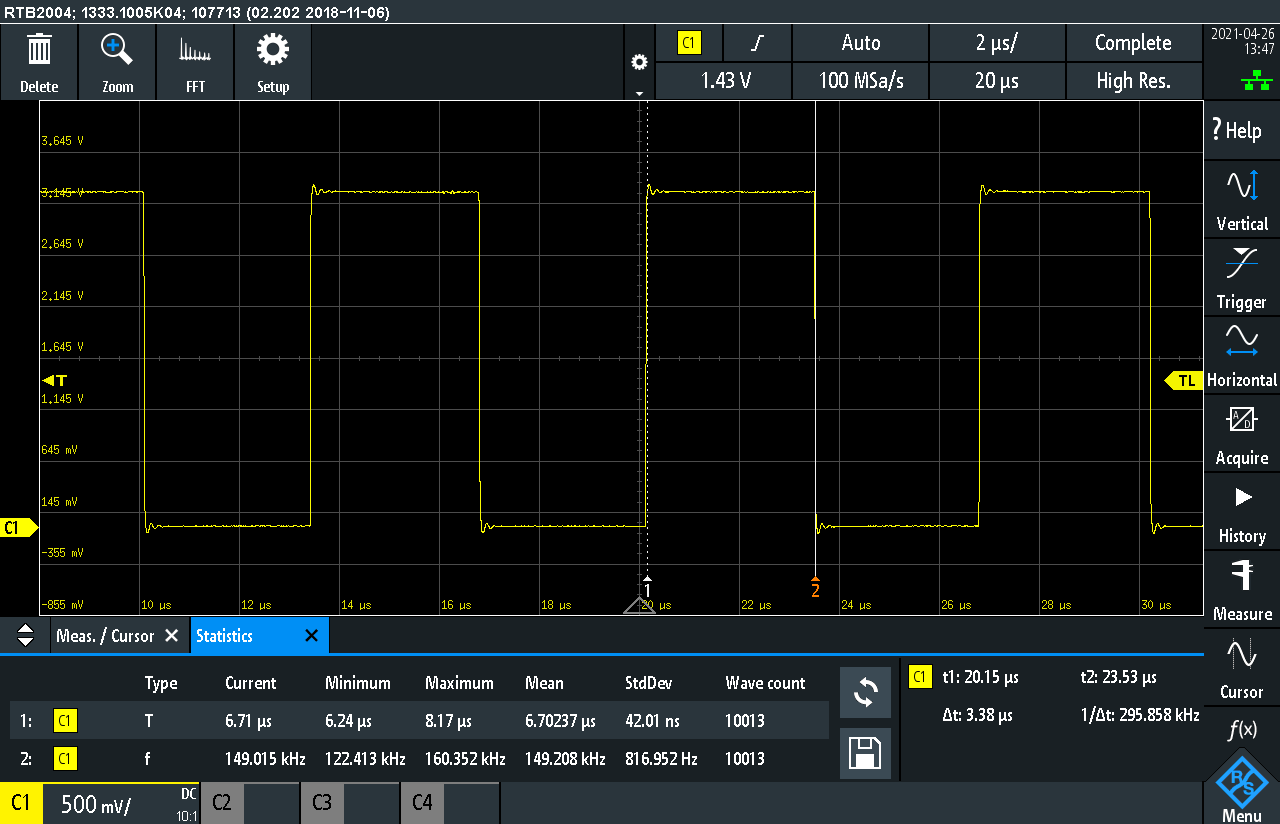 RTB2004; 1333.1005K04; 107713 (02.202 2018-11-06)
Delete
Zoom
FFT
Setup
C1
Auto
2 µs/
Complete
1.43 V
100 MSa/s
20 µs
High Res.
2021-04-26
13:47
? Help
Vertical
Trigger
Horizontal
A
D
Acquire
History
Measure
Cursor
f(x)
R S
Menu
3.645 V
3.145 V
2.645 V
2.145 V
1.645 V
T
TL
1.145 V
645 mV
145 mV
C1
-355 mV
-855 mV
1
2
10 µs
12 µs
14 µs
16 µs
18 µs
20 µs
22 µs
24 µs
26 µs
28 µs
30 µs
Meas. / Cursor
Statistics
Type Current Minimum Maximum Mean StdDev Wave count
1: C1 T 6.71 µs 6.24 µs 8.17 µs 6.70237 µs 42.01 ns 10013
2: C1 f 149.015 kHz 122.413 kHz 160.352 kHz 149.208 kHz 816.952 Hz 10013
C1 t1: 20.15 µs t2: 23.53 µs
Δt: 3.38 µs 1/Δt: 295.858 kHz
C1 500 mV/ DC 10:1
C2
C3
C4